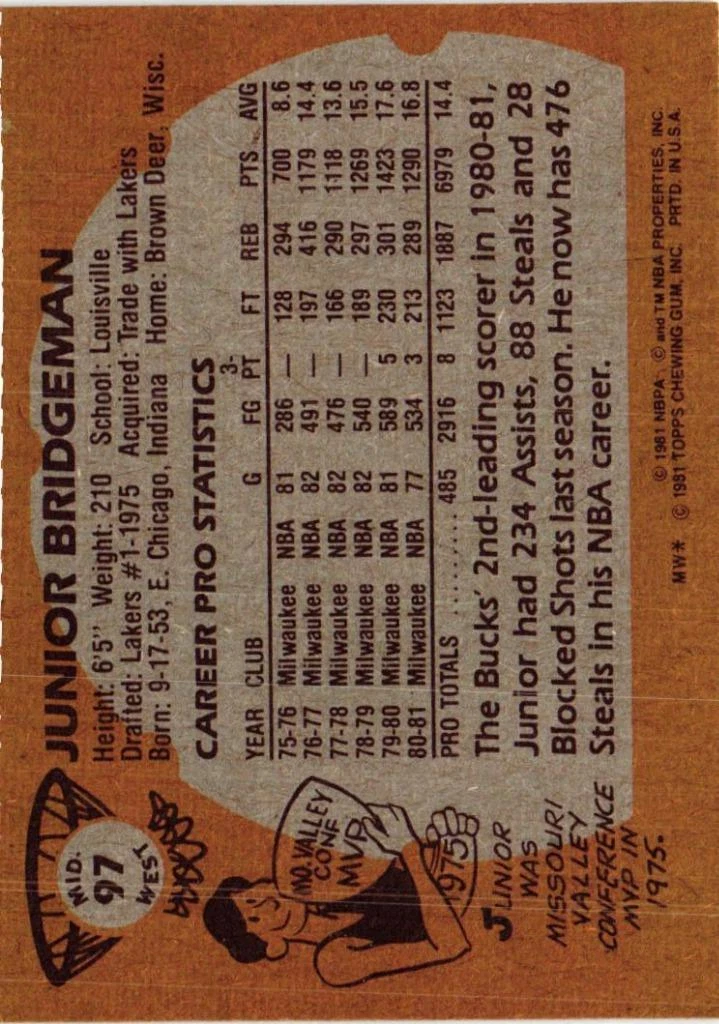 MID.
97
WEST
BUCKS
JUNIOR BRIDGEMAN
Height: 6'5" Weight: 210 School: Louisville
Drafted: Lakers #1-1975 Acquired: Trade with Lakers
Born: 9-17-53, E. Chicago, Indiana Home: Brown Deer, Wisc.
CAREER PRO STATISTICS
YEAR CLUB G FG 3-PT FT REB PTS AVG
75-76 Milwaukee NBA 81 286 — 128 294 700 8.6
76-77 Milwaukee NBA 82 491 — 197 416 1179 14.4
77-78 Milwaukee NBA 82 476 — 166 290 1118 13.6
78-79 Milwaukee NBA 82 540 — 189 297 1269 15.5
79-80 Milwaukee NBA 81 589 5 230 301 1423 17.6
80-81 Milwaukee NBA 77 534 3 213 289 1290 16.8
PRO TOTALS .......... 485 2916 8 1123 1887 6979 14.4
The Bucks' 2nd-leading scorer in 1980-81,
Junior had 234 Assists, 88 Steals and 28
Blocked Shots last season. He now has 476
Steals in his NBA career.
MO. VALLEY
CONF
MVP
1975
JUNIOR
WAS
MISSOURI
VALLEY
CONFERENCE
MVP IN
1975.
© 1981 NBPA © and TM NBA PROPERTIES, INC.
MW* © 1981 TOPPS CHEWING GUM, INC. PRTD. IN U.S.A.